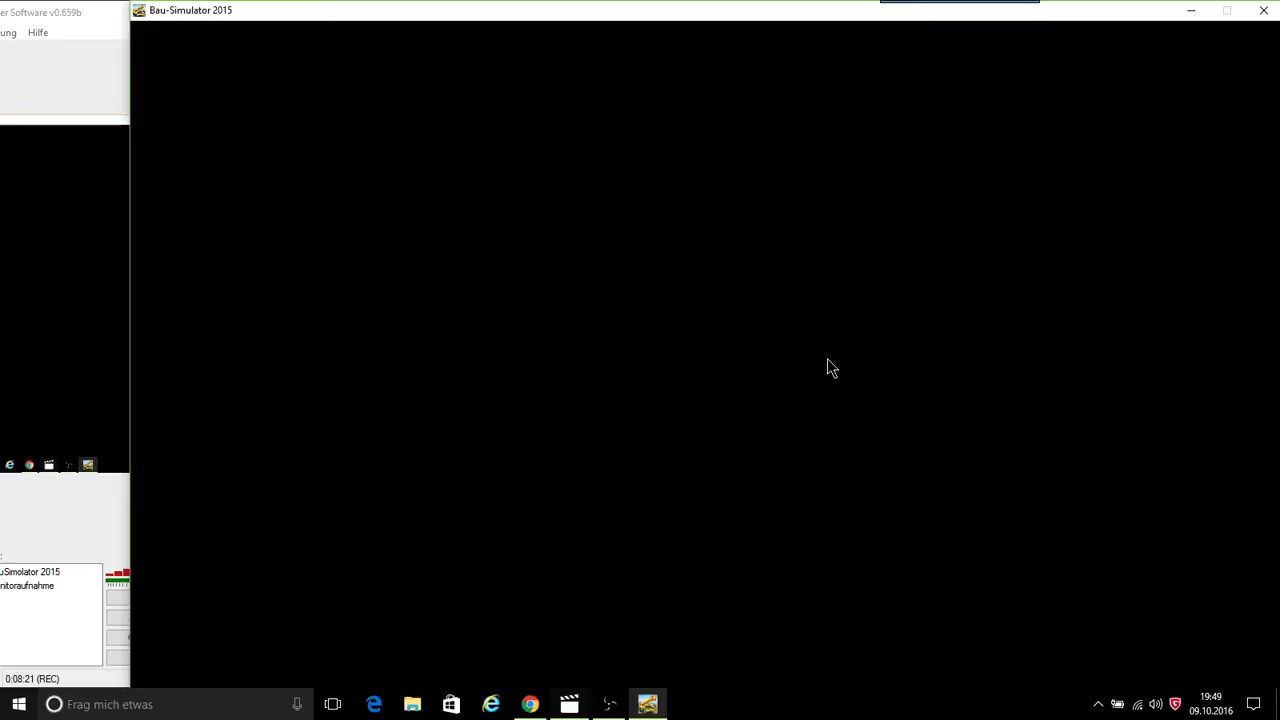 er Software v0.659b
Bau-Simulator 2015
ung Hilfe
:
uSimolator 2015
nitoraufnahme
0:08:21 (REC)
Frag mich etwas
19:49
09.10.2016